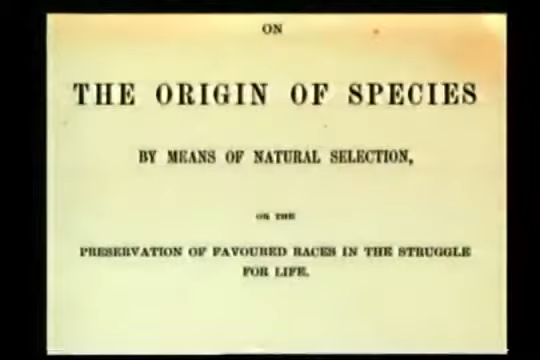 ON
THE ORIGIN OF SPECIES
BY MEANS OF NATURAL SELECTION,
OR THE
PRESERVATION OF FAVOURED RACES IN THE STRUGGLE
FOR LIFE.